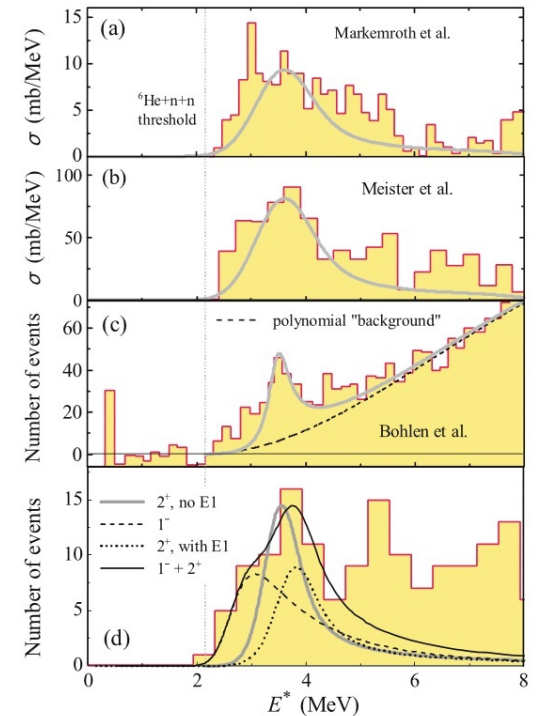 15
(a)
Markemroth et al.
10
⁶He+n+n
threshold
5
0
σ (mb/MeV)
100
(b)
Meister et al.
50
0
σ (mb/MeV)
(c)
polynomial "background"
60
40
20
0
Bohlen et al.
Number of events
15
2⁺, no E1
1⁻
10
2⁺, with E1
1⁻ + 2⁺
5
(d)
0
Number of events
0 2 4 6 8
E* (MeV)